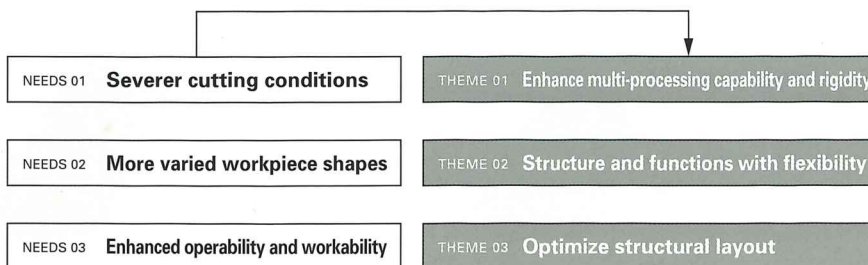 NEEDS 01 Severer cutting conditions
THEME 01 Enhance multi-processing capability and rigidity
NEEDS 02 More varied workpiece shapes
THEME 02 Structure and functions with flexibility
NEEDS 03 Enhanced operability and workability
THEME 03 Optimize structural layout